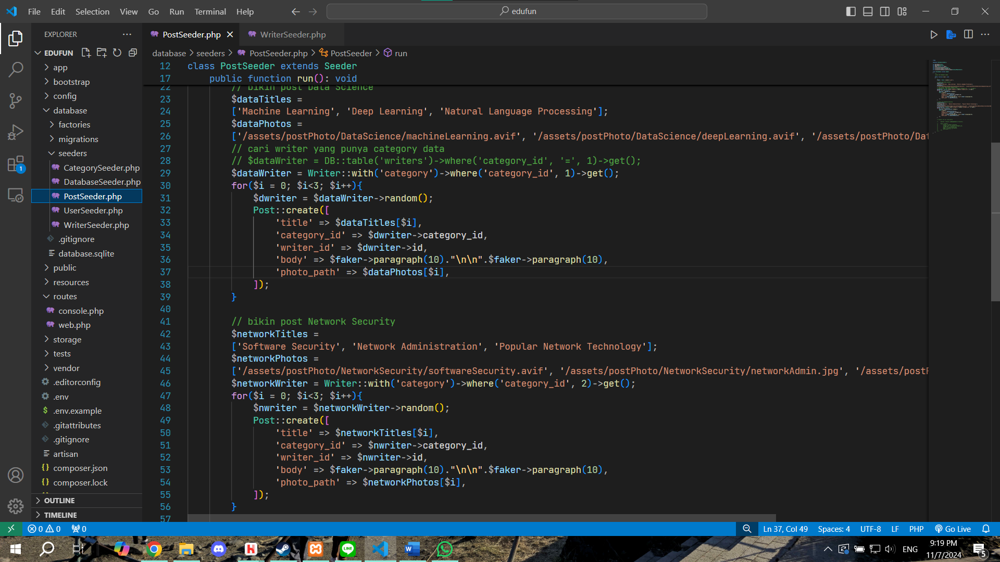 File Edit Selection View Go Run Terminal Help
edufun
EXPLORER
PostSeeder.php
WriterSeeder.php
EDUFUN
database > seeders > PostSeeder.php > PostSeeder > run
app
bootstrap
config
database
factories
migrations
seeders
CategorySeeder.php
DatabaseSeeder.php
PostSeeder.php
UserSeeder.php
WriterSeeder.php
.gitignore
database.sqlite
public
resources
routes
console.php
web.php
storage
tests
vendor
.editorconfig
.env
.env.example
.gitattributes
.gitignore
artisan
composer.json
composer.lock
OUTLINE
TIMELINE
12 class PostSeeder extends Seeder
17 public function run(): void
22 // bikin post Data Science
23 $dataTitles =
24 ['Machine Learning', 'Deep Learning', 'Natural Language Processing'];
25 $dataPhotos =
26 ['/assets/postPhoto/DataScience/machineLearning.avif', '/assets/postPhoto/DataScience/deepLearning.avif', '/assets/postPhoto/Dat
27 // cari writer yang punya category data
28 // $dataWriter = DB::table('writers')->where('category_id', '=', 1)->get();
29 $dataWriter = Writer::with('category')->where('category_id', 1)->get();
30 for($i = 0; $i<3; $i++){
31 $dwriter = $dataWriter->random();
32 Post::create([
33 'title' => $dataTitles[$i],
34 'category_id' => $dwriter->category_id,
35 'writer_id' => $dwriter->id,
36 'body' => $faker->paragraph(10)."\n\n".$faker->paragraph(10),
37 'photo_path' => $dataPhotos[$i],
38 ]);
39 }
40
41 // bikin post Network Security
42 $networkTitles =
43 ['Software Security', 'Network Administration', 'Popular Network Technology'];
44 $networkPhotos =
45 ['/assets/postPhoto/NetworkSecurity/softwareSecurity.avif', '/assets/postPhoto/NetworkSecurity/networkAdmin.jpg', '/assets/postP
46 $networkWriter = Writer::with('category')->where('category_id', 2)->get();
47 for($i = 0; $i<3; $i++){
48 $nwriter = $networkWriter->random();
49 Post::create([
50 'title' => $networkTitles[$i],
51 'category_id' => $nwriter->category_id,
52 'writer_id' => $nwriter->id,
53 'body' => $faker->paragraph(10)."\n\n".$faker->paragraph(10),
54 'photo_path' => $networkPhotos[$i],
55 ]);
56 }
57
1
0 0 0
Ln 37, Col 49 Spaces: 4 UTF-8 LF PHP Go Live
LINE
ENG
9:19 PM
11/7/2024
5